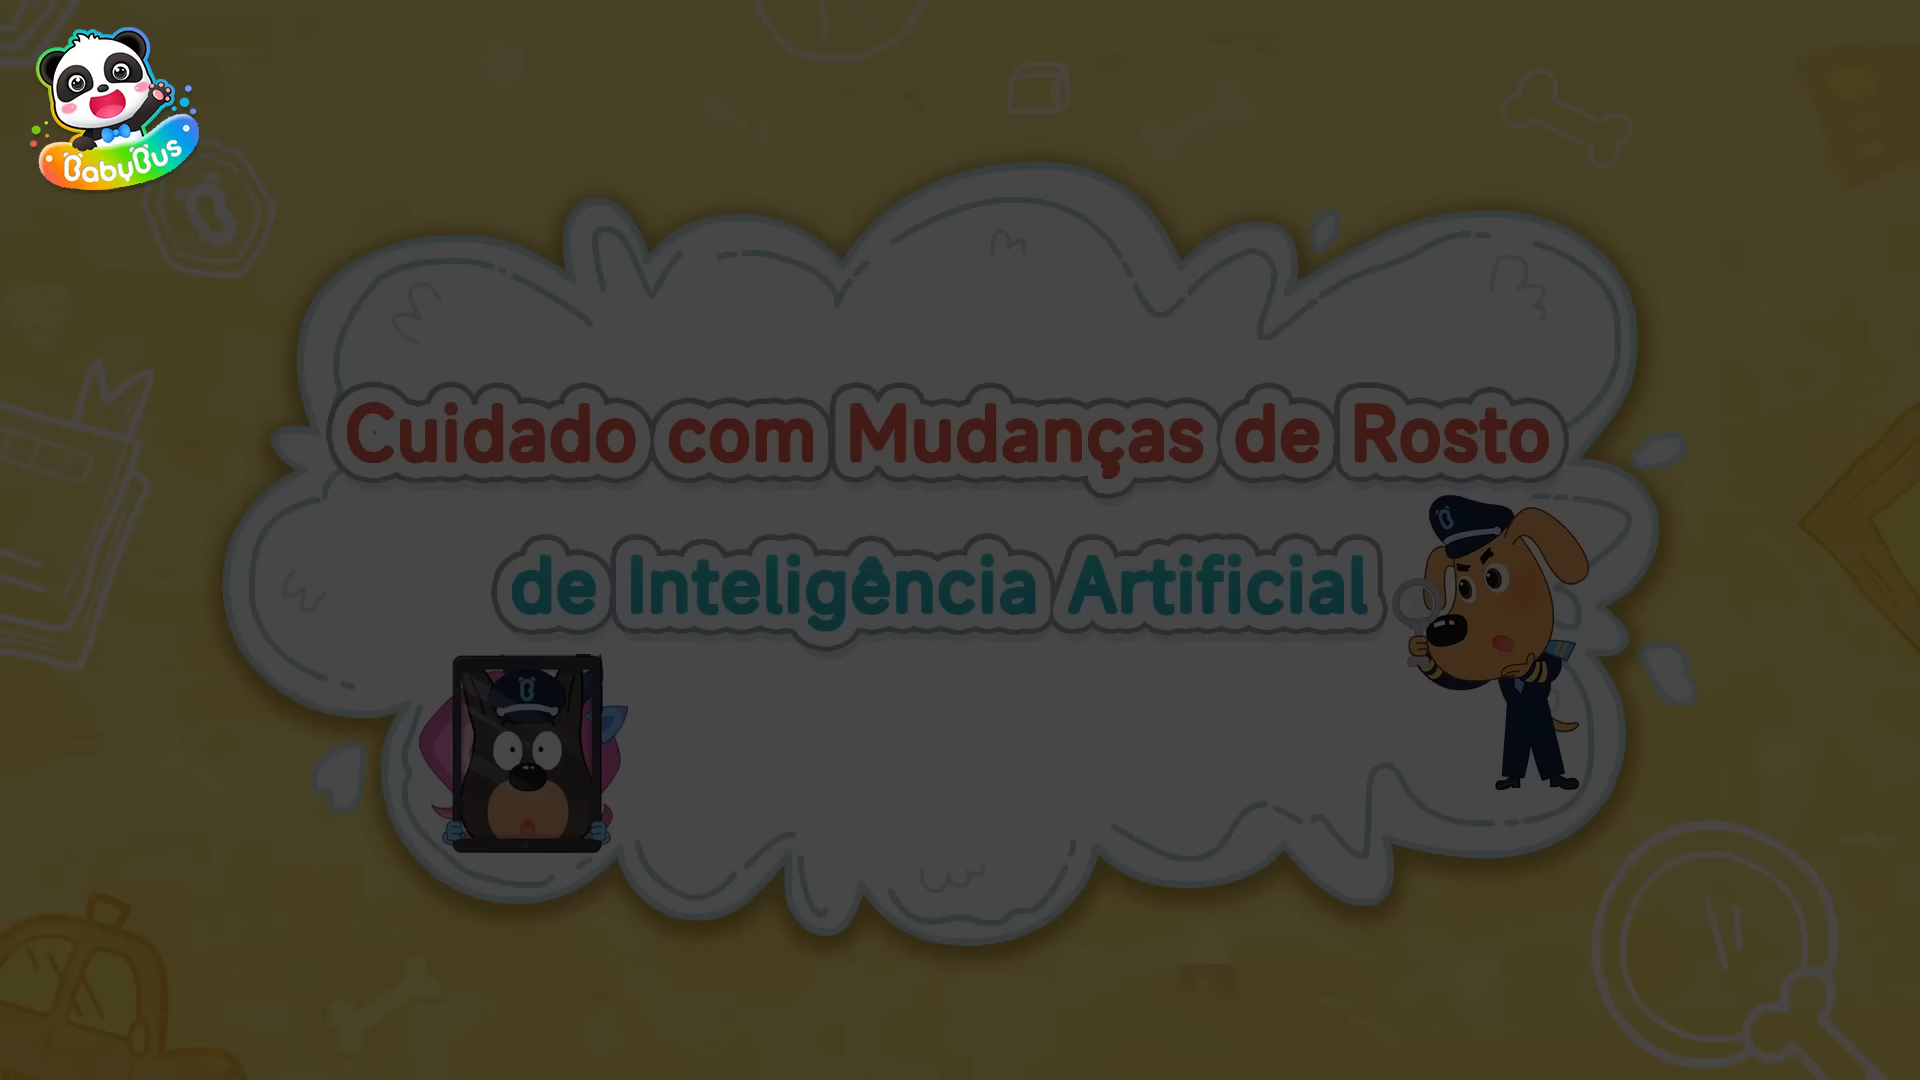 BabyBus
Cuidado com Mudanças de Rosto
de Inteligência Artificial